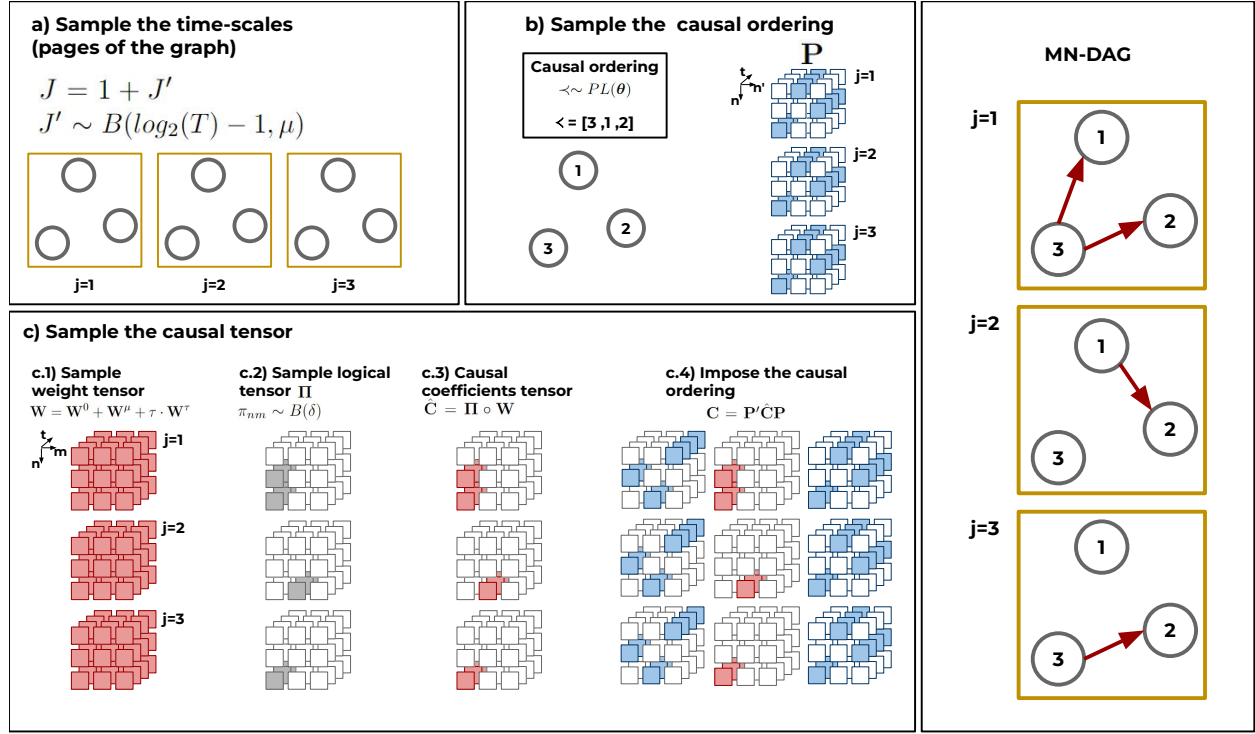 a) Sample the time-scales
(pages of the graph)
J = 1 + J′
J′ ∼ B(log₂(T) − 1, μ)
j=1
j=2
j=3
b) Sample the causal ordering
Causal ordering
≺∼ PL(θ)
≺ = [3 ,1 ,2]
1
2
3
P
t
n'
n'
j=1
j=2
j=3
c) Sample the causal tensor
c.1) Sample
weight tensor
W = W⁰ + W^μ + τ · W^τ
t
m
n
j=1
j=2
j=3
c.2) Sample logical
tensor Π
π_{nm} ∼ B(δ)
c.3) Causal
coefficients tensor
Ĉ = Π ∘ W
c.4) Impose the causal
ordering
C = P′ĈP
MN-DAG
j=1
1
2
3
j=2
1
2
3
j=3
1
2
3